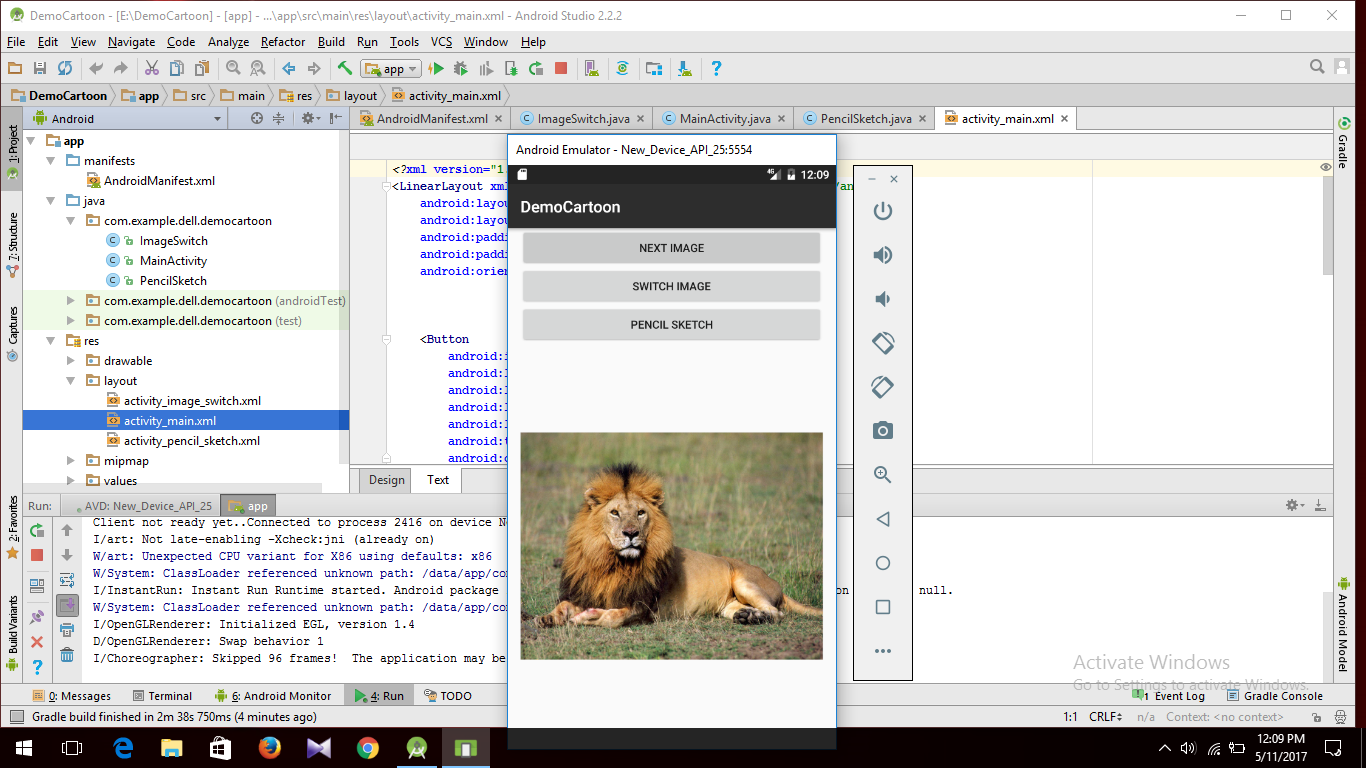 DemoCartoon - [E:\DemoCartoon] - [app] - ...\app\src\main\res\layout\activity_main.xml - Android Studio 2.2.2
File Edit View Navigate Code Analyze Refactor Build Run Tools VCS Window Help
app
DemoCartoon app src main res layout activity_main.xml
Android
AndroidManifest.xml ImageSwitch.java MainActivity.java PencilSketch.java activity_main.xml
1: Project
7: Structure
Captures
2: Favorites
Build Variants
app
manifests
AndroidManifest.xml
java
com.example.dell.democartoon
ImageSwitch
MainActivity
PencilSketch
com.example.dell.democartoon (androidTest)
com.example.dell.democartoon (test)
res
drawable
layout
activity_image_switch.xml
activity_main.xml
activity_pencil_sketch.xml
mipmap
values
<?xml version="1
<LinearLayout xm
android:layou
android:layou
android:paddi
android:paddi
android:orien
<Button
android:i
android:l
android:l
android:l
android:l
android:t
android:o
Design Text
Android Emulator - New_Device_API_25:5554
4G 12:09
DemoCartoon
NEXT IMAGE
SWITCH IMAGE
PENCIL SKETCH
Gradle
Android Model
Run: AVD: New_Device_API_25 app
Client not ready yet..Connected to process 2416 on device Ne
I/art: Not late-enabling -Xcheck:jni (already on)
W/art: Unexpected CPU variant for X86 using defaults: x86
W/System: ClassLoader referenced unknown path: /data/app/com
I/InstantRun: Instant Run Runtime started. Android package on null.
W/System: ClassLoader referenced unknown path: /data/app/com
I/OpenGLRenderer: Initialized EGL, version 1.4
D/OpenGLRenderer: Swap behavior 1
I/Choreographer: Skipped 96 frames! The application may be
Activate Windows
Go to Settings to activate Windows.
0: Messages Terminal 6: Android Monitor 4: Run TODO 1 Event Log Gradle Console
Gradle build finished in 2m 38s 750ms (4 minutes ago) 1:1 CRLF n/a Context: <no context>
12:09 PM
5/11/2017